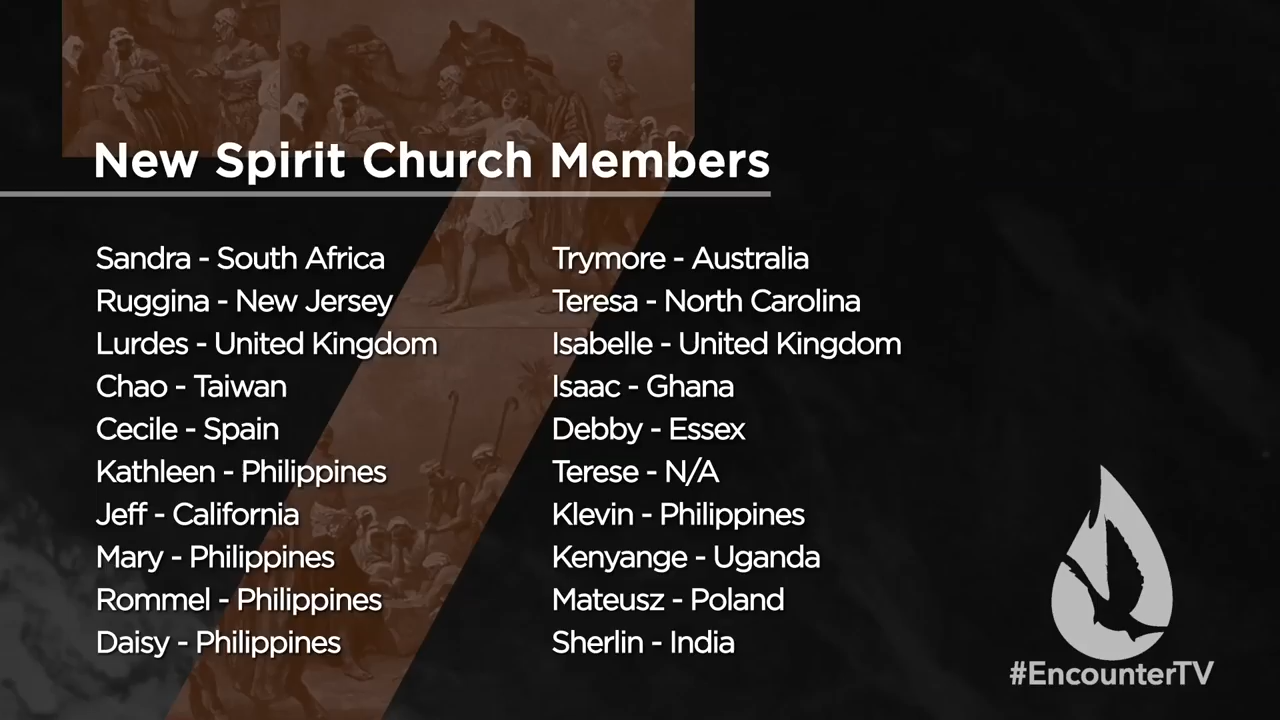 New Spirit Church Members
Sandra - South Africa
Ruggina - New Jersey
Lurdes - United Kingdom
Chao - Taiwan
Cecile - Spain
Kathleen - Philippines
Jeff - California
Mary - Philippines
Rommel - Philippines
Daisy - Philippines
Trymore - Australia
Teresa - North Carolina
Isabelle - United Kingdom
Isaac - Ghana
Debby - Essex
Terese - N/A
Klevin - Philippines
Kenyange - Uganda
Mateusz - Poland
Sherlin - India
#EncounterTV